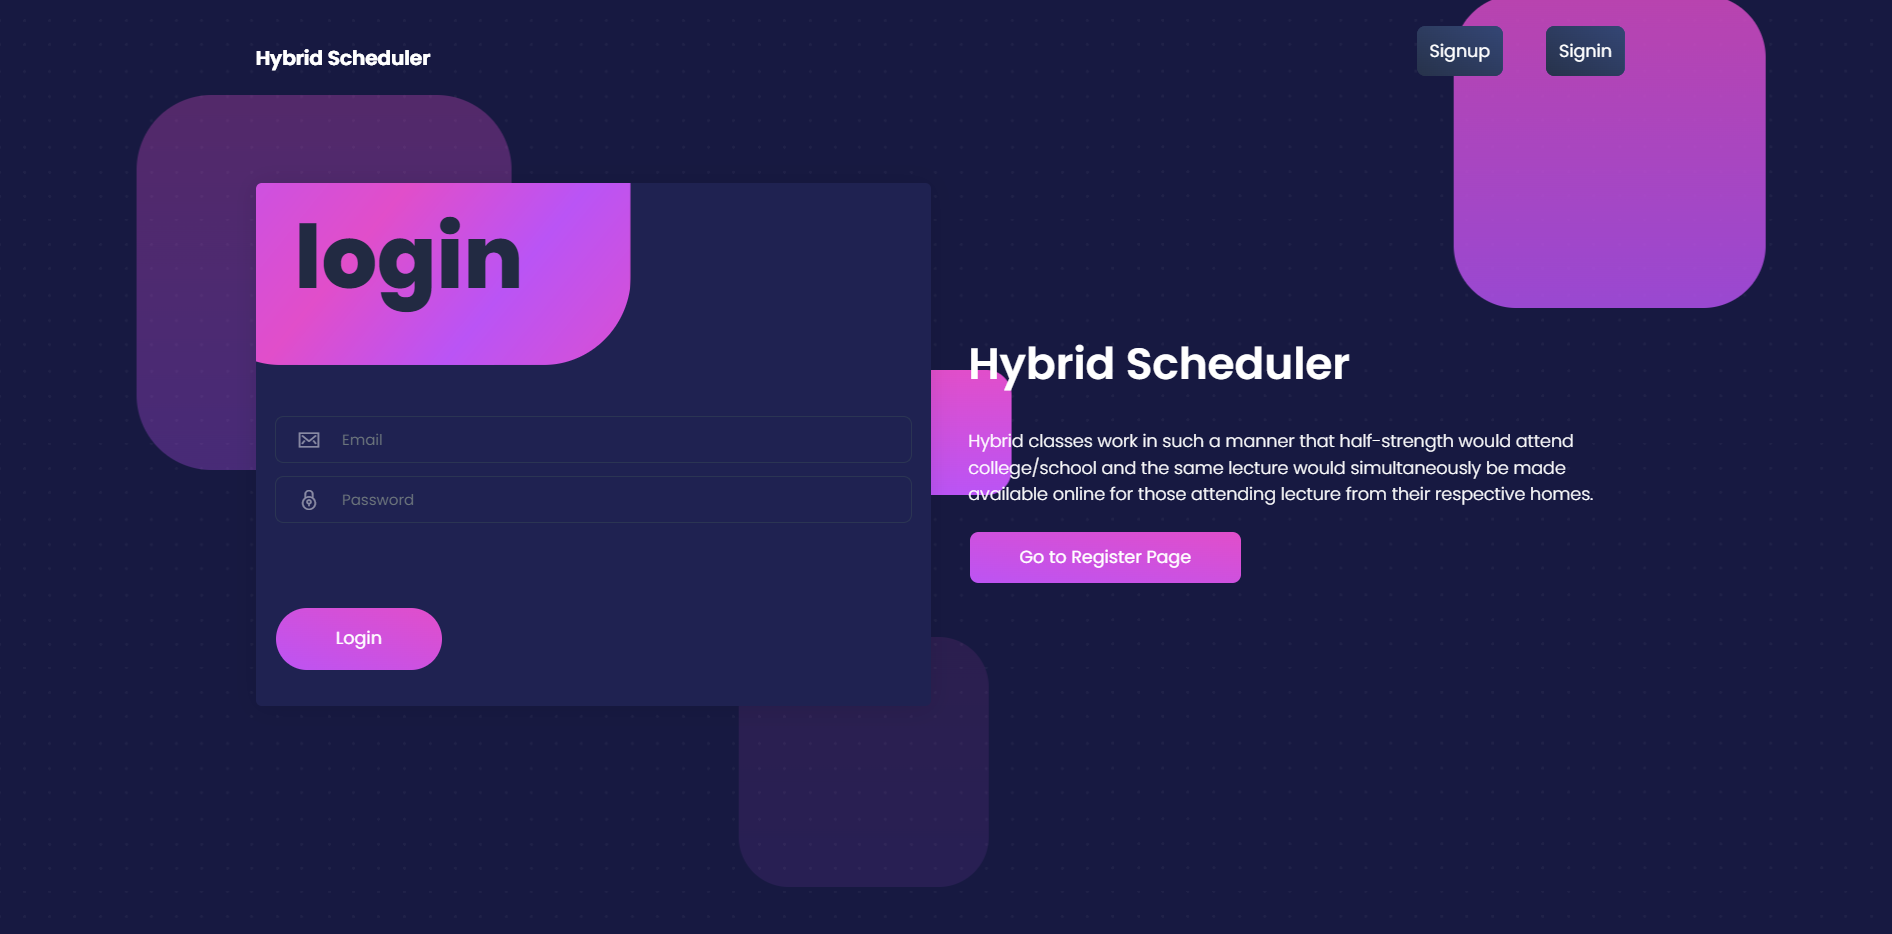 Hybrid Scheduler
Signup
Signin
login
Email
Password
Login
Hybrid Scheduler
Hybrid classes work in such a manner that half-strength would attend
college/school and the same lecture would simultaneously be made
available online for those attending lecture from their respective homes.
Go to Register Page